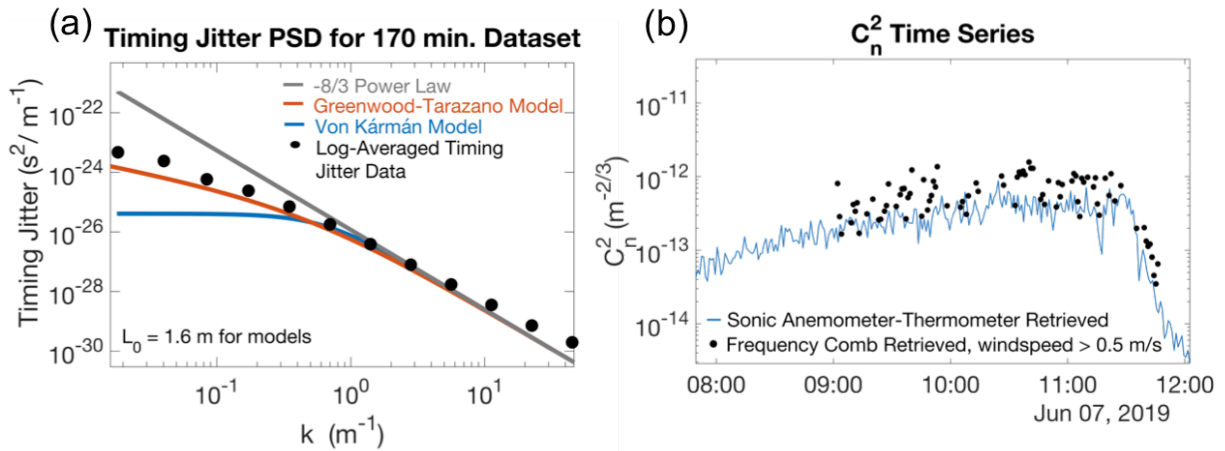 (a)
Timing Jitter PSD for 170 min. Dataset
-8/3 Power Law
Greenwood-Tarazano Model
Von Kármán Model
Log-Averaged Timing
Jitter Data
Timing Jitter (s²/ m⁻¹)
10⁻²²
10⁻²⁴
10⁻²⁶
10⁻²⁸
10⁻³⁰
L₀ = 1.6 m for models
10⁻¹
10⁰
10¹
k (m⁻¹)
(b)
Cₙ² Time Series
Cₙ² (m⁻²/³)
10⁻¹¹
10⁻¹²
10⁻¹³
10⁻¹⁴
Sonic Anemometer-Thermometer Retrieved
Frequency Comb Retrieved, windspeed > 0.5 m/s
08:00
09:00
10:00
11:00
12:00
Jun 07, 2019